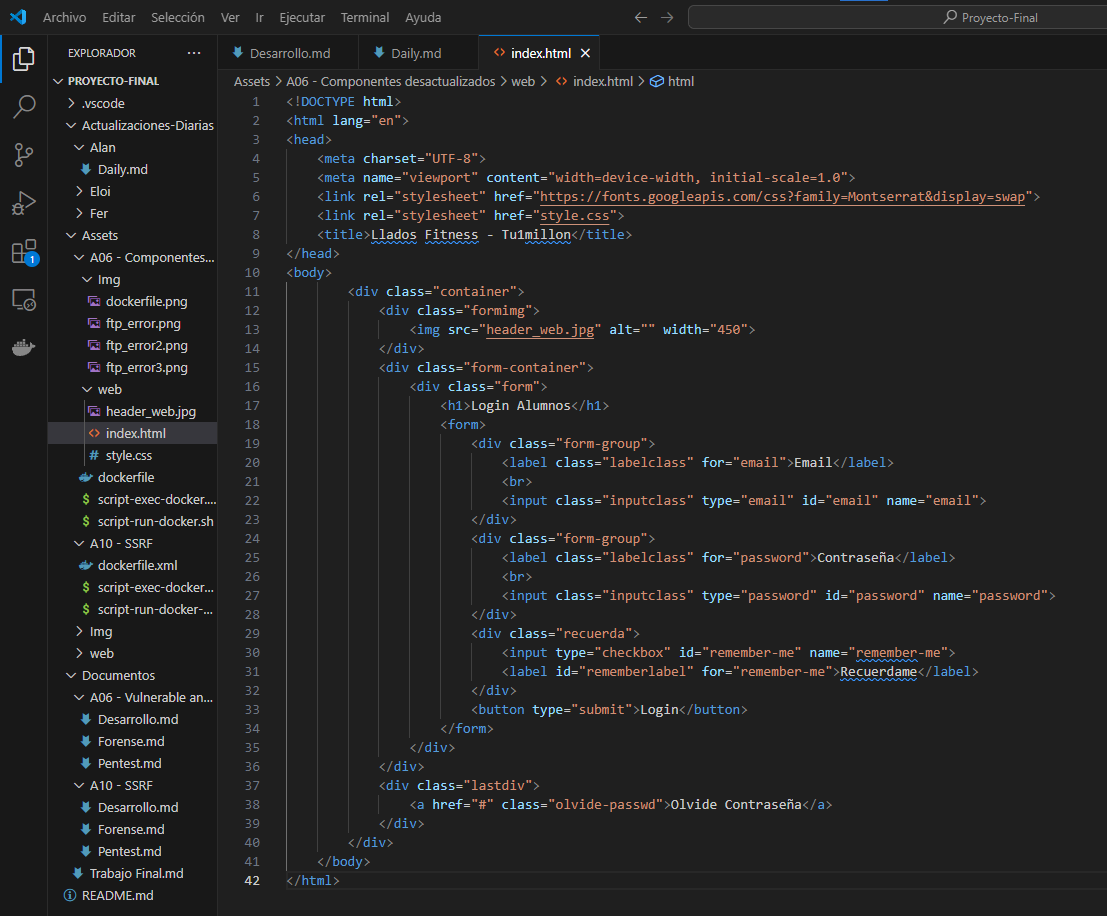 Archivo Editar Selección Ver Ir Ejecutar Terminal Ayuda
Proyecto-Final
EXPLORADOR ···
PROYECTO-FINAL
.vscode
Actualizaciones-Diarias
Alan
Daily.md
Eloi
Fer
Assets
A06 - Componentes...
Img
dockerfile.png
ftp_error.png
ftp_error2.png
ftp_error3.png
web
header_web.jpg
index.html
style.css
dockerfile
script-exec-docker....
script-run-docker.sh
A10 - SSRF
dockerfile.xml
script-exec-docker...
script-run-docker-...
Img
web
Documentos
A06 - Vulnerable an...
Desarrollo.md
Forense.md
Pentest.md
A10 - SSRF
Desarrollo.md
Forense.md
Pentest.md
Trabajo Final.md
README.md
1
Desarrollo.md Daily.md index.html
Assets > A06 - Componentes desactualizados > web > index.html > html
1 <!DOCTYPE html>
2 <html lang="en">
3 <head>
4 <meta charset="UTF-8">
5 <meta name="viewport" content="width=device-width, initial-scale=1.0">
6 <link rel="stylesheet" href="https://fonts.googleapis.com/css?family=Montserrat&display=swap">
7 <link rel="stylesheet" href="style.css">
8 <title>Llados Fitness - Tu1millon</title>
9 </head>
10 <body>
11 <div class="container">
12 <div class="formimg">
13 <img src="header_web.jpg" alt="" width="450">
14 </div>
15 <div class="form-container">
16 <div class="form">
17 <h1>Login Alumnos</h1>
18 <form>
19 <div class="form-group">
20 <label class="labelclass" for="email">Email</label>
21 <br>
22 <input class="inputclass" type="email" id="email" name="email">
23 </div>
24 <div class="form-group">
25 <label class="labelclass" for="password">Contraseña</label>
26 <br>
27 <input class="inputclass" type="password" id="password" name="password">
28 </div>
29 <div class="recuerda">
30 <input type="checkbox" id="remember-me" name="remember-me">
31 <label id="rememberlabel" for="remember-me">Recuerdame</label>
32 </div>
33 <button type="submit">Login</button>
34 </form>
35 </div>
36 </div>
37 <div class="lastdiv">
38 <a href="#" class="olvide-passwd">Olvide Contraseña</a>
39 </div>
40 </div>
41 </body>
42 </html>